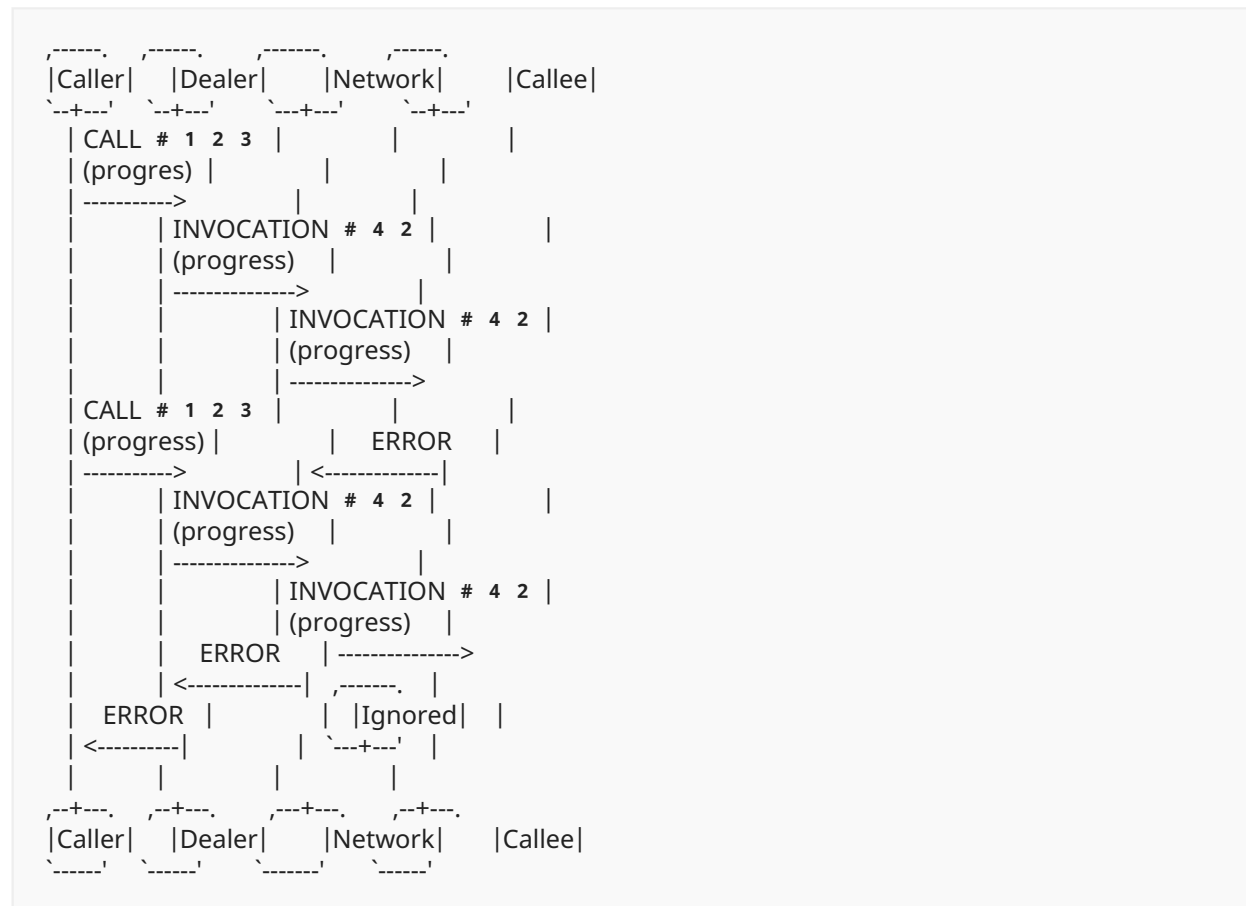 ,------.   ,------.      ,-------.       ,------.
|Caller|    |Dealer|      |Network|       |Callee|
`--+---'   `--+---'      `---+---'       `--+---'
  | CALL # 1 2 3  |             |             |
  | (progres)  |             |             |
  | ----------->             |             |
  |          | INVOCATION # 4 2  |             |
  |          | (progress)    |             |
  |          | --------------->             |
  |          |             | INVOCATION # 4 2  |
  |          |             | (progress)    |
  |          |             | --------------->
  | CALL # 1 2 3  |             |             |
  | (progress) |             |    ERROR     |
  | ----------->             | <--------------|
  |          | INVOCATION # 4 2  |             |
  |          | (progress)    |             |
  |          | --------------->             |
  |          |             | INVOCATION # 4 2  |
  |          |             | (progress)    |
  |          |    ERROR     | --------------->
  |          | <--------------|   ,-------.    |
  |   ERROR  |             |   |Ignored|    |
  | <----------|             |   `---+---'    |
  |          |             |             |
,--+---.    ,--+---.       ,---+---.      ,--+---.
|Caller|    |Dealer|      |Network|      |Callee|
`------'    `------'       `-------'      `------'